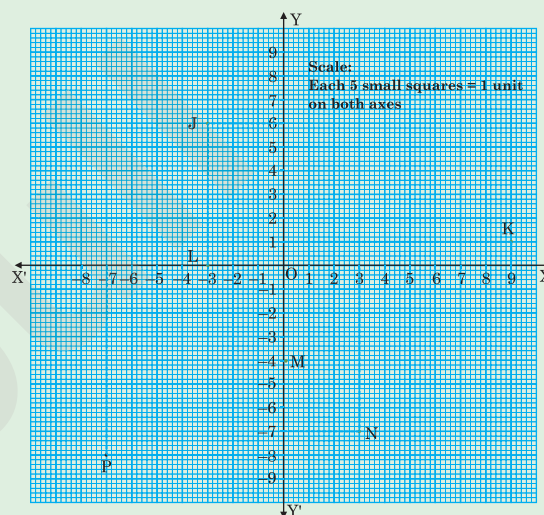 Y
9
8
7
6
5
4
3
2
1
Scale:
Each 5 small squares = 1 unit
on both axes
J
K
L
X'
–8 –7 –6 –5 –4 –3 –2 –1 O 1 2 3 4 5 6 7 8 9
X
–1
–2
–3
–4
M
–5
–6
–7
N
–8
P
–9
Y'